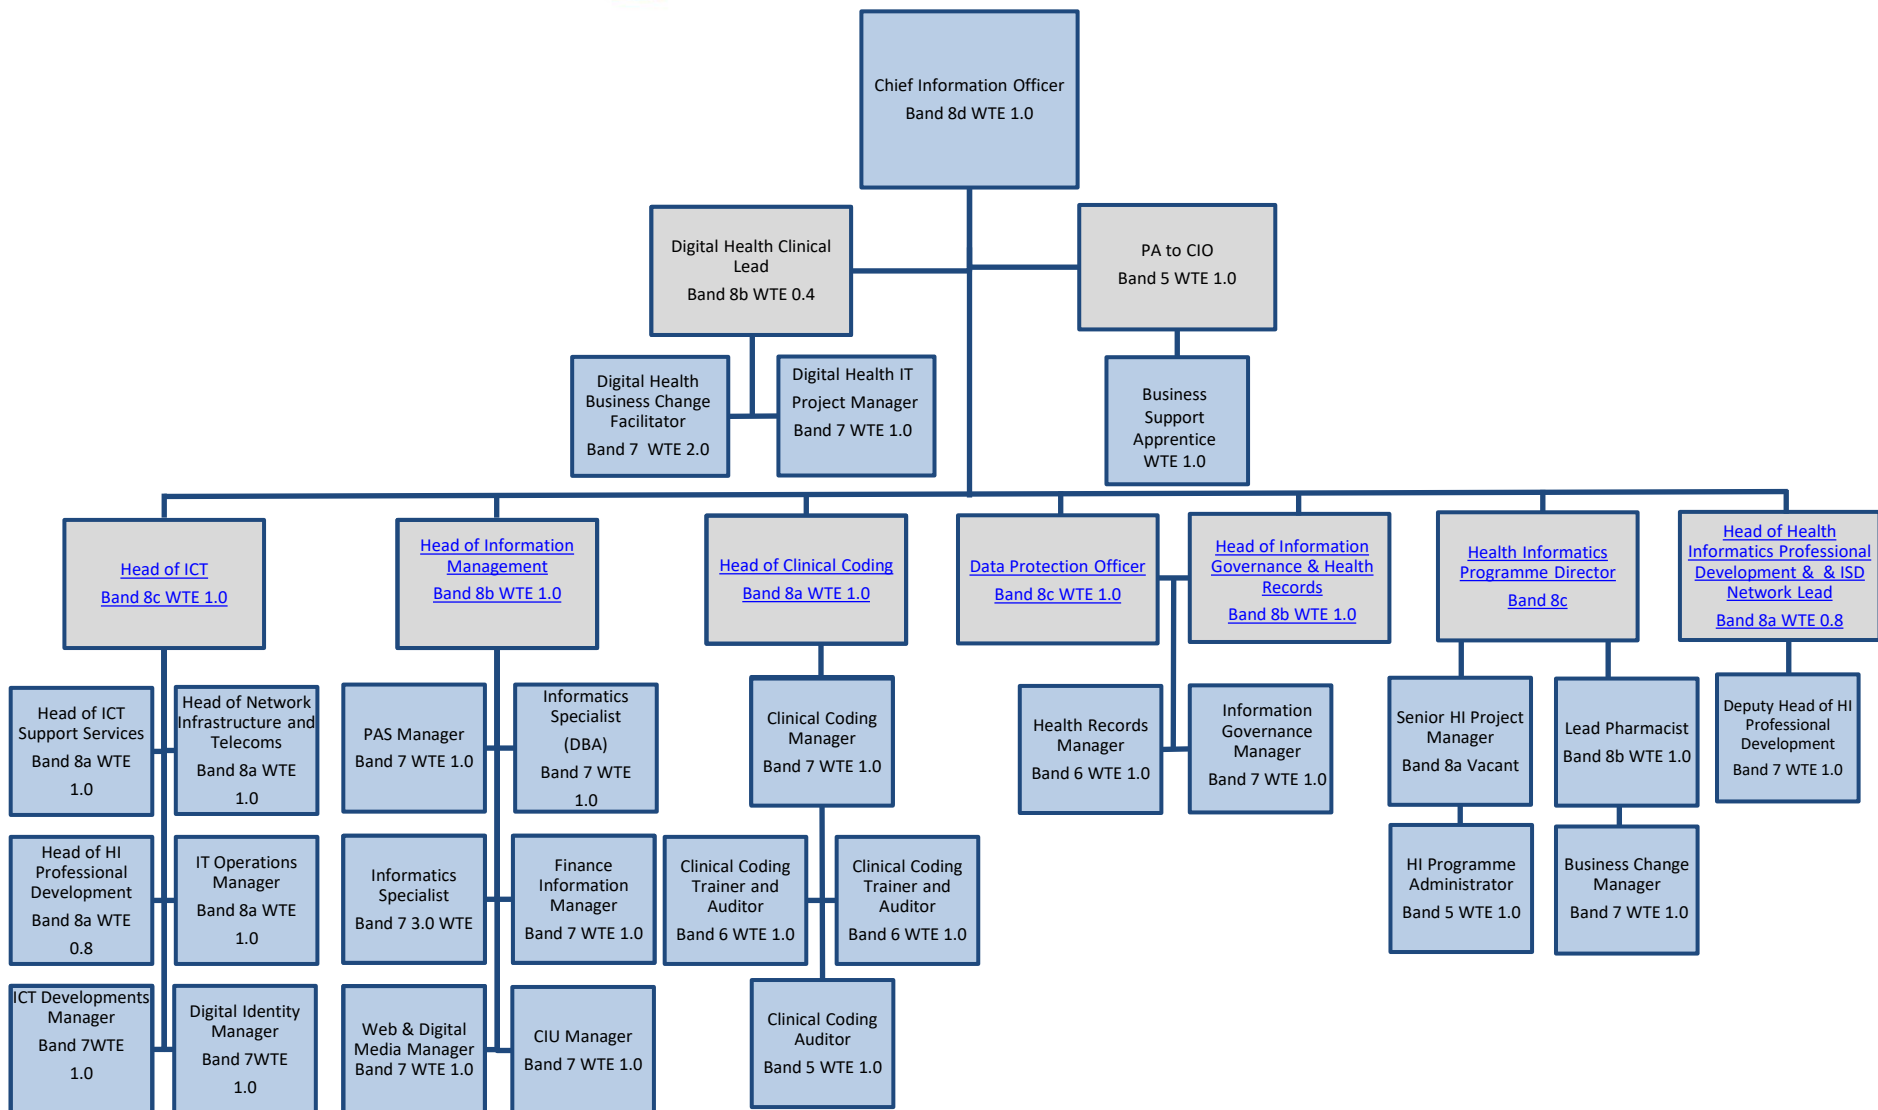 Chief Information Officer
Band 8d WTE 1.0
Digital Health Clinical
Lead
Band 8b WTE 0.4
PA to CIO
Band 5 WTE 1.0
Digital Health
Business Change
Facilitator
Band 7  WTE 2.0
Digital Health IT
Project Manager
Band 7 WTE 1.0
Business
Support
Apprentice
WTE 1.0
Head of ICT
Band 8c WTE 1.0
Head of Information
Management
Band 8b WTE 1.0
Head of Clinical Coding
Band 8a WTE 1.0
Data Protection Officer
Band 8c WTE 1.0
Head of Information
Governance & Health
Records
Band 8b WTE 1.0
Health Informatics
Programme Director
Band 8c
Head of Health
Informatics Professional
Development &  & ISD
Network Lead
Band 8a WTE 0.8
Head of ICT
Support Services
Band 8a WTE
1.0
Head of Network
Infrastructure and
Telecoms
Band 8a WTE
1.0
PAS Manager
Band 7 WTE 1.0
Informatics
Specialist
(DBA)
Band 7 WTE
1.0
Clinical Coding
Manager
Band 7 WTE 1.0
Health Records
Manager
Band 6 WTE 1.0
Information
Governance
Manager
Band 7 WTE 1.0
Senior HI Project
Manager
Band 8a Vacant
Lead Pharmacist
Band 8b WTE 1.0
Deputy Head of HI
Professional
Development
Band 7 WTE 1.0
Head of HI
Professional
Development
Band 8a WTE
0.8
IT Operations
Manager
Band 8a WTE
1.0
Informatics
Specialist
Band 7 3.0 WTE
Finance
Information
Manager
Band 7 WTE 1.0
Clinical Coding
Trainer and
Auditor
Band 6 WTE 1.0
Clinical Coding
Trainer and
Auditor
Band 6 WTE 1.0
HI Programme
Administrator
Band 5 WTE 1.0
Business Change
Manager
Band 7 WTE 1.0
ICT Developments
Manager
Band 7WTE
1.0
Digital Identity
Manager
Band 7WTE
1.0
Web & Digital
Media Manager
Band 7 WTE 1.0
CIU Manager
Band 7 WTE 1.0
Clinical Coding
Auditor
Band 5 WTE 1.0